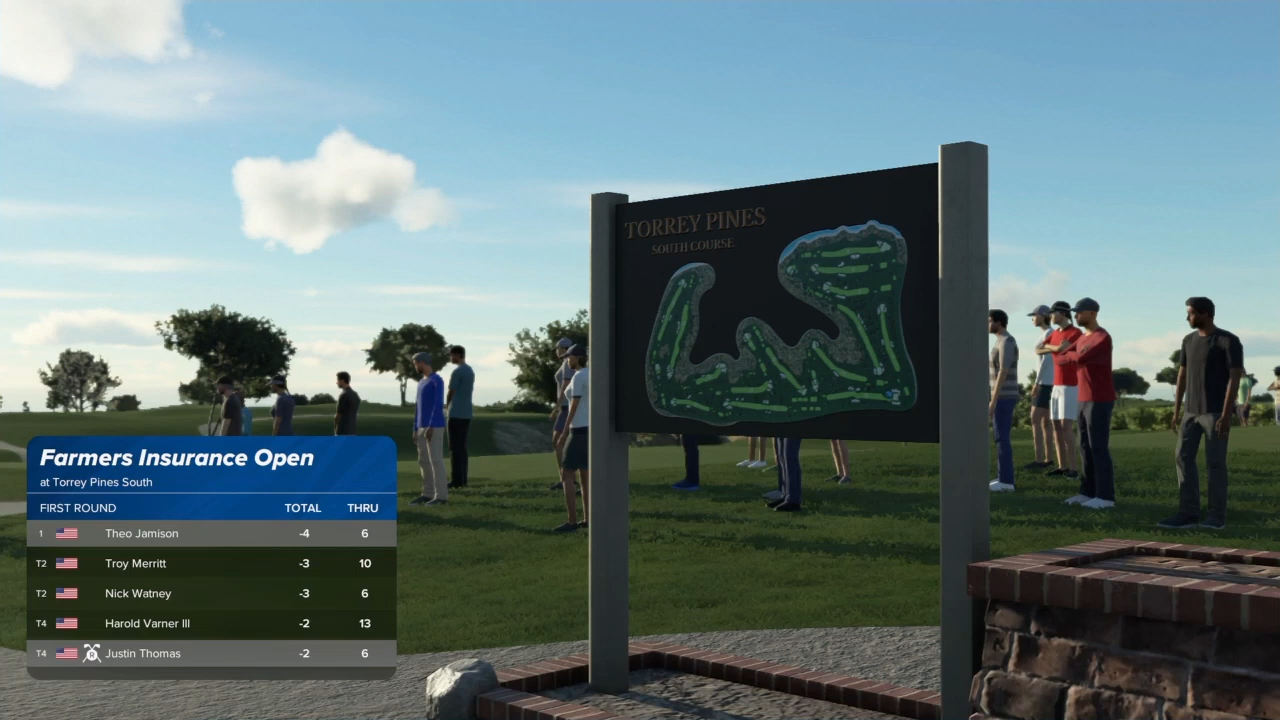 TORREY PINES
SOUTH COURSE
Farmers Insurance Open
at Torrey Pines South
FIRST ROUND TOTAL THRU
1 Theo Jamison -4 6
T2 Troy Merritt -3 10
T2 Nick Watney -3 6
T4 Harold Varner III -2 13
T4 R Justin Thomas -2 6